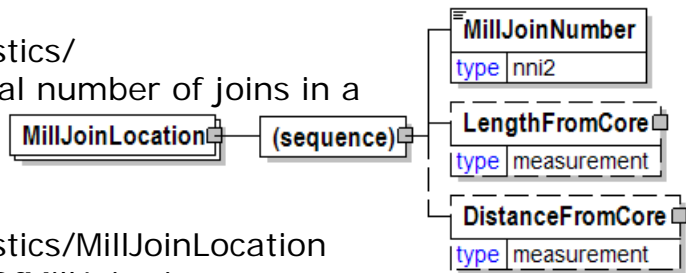 stics/
al number of joins in a
MillJoinLocation
(sequence)
MillJoinNumber
type nni2
LengthFromCore
type measurement
DistanceFromCore
type measurement
stics/MillJoinLocation